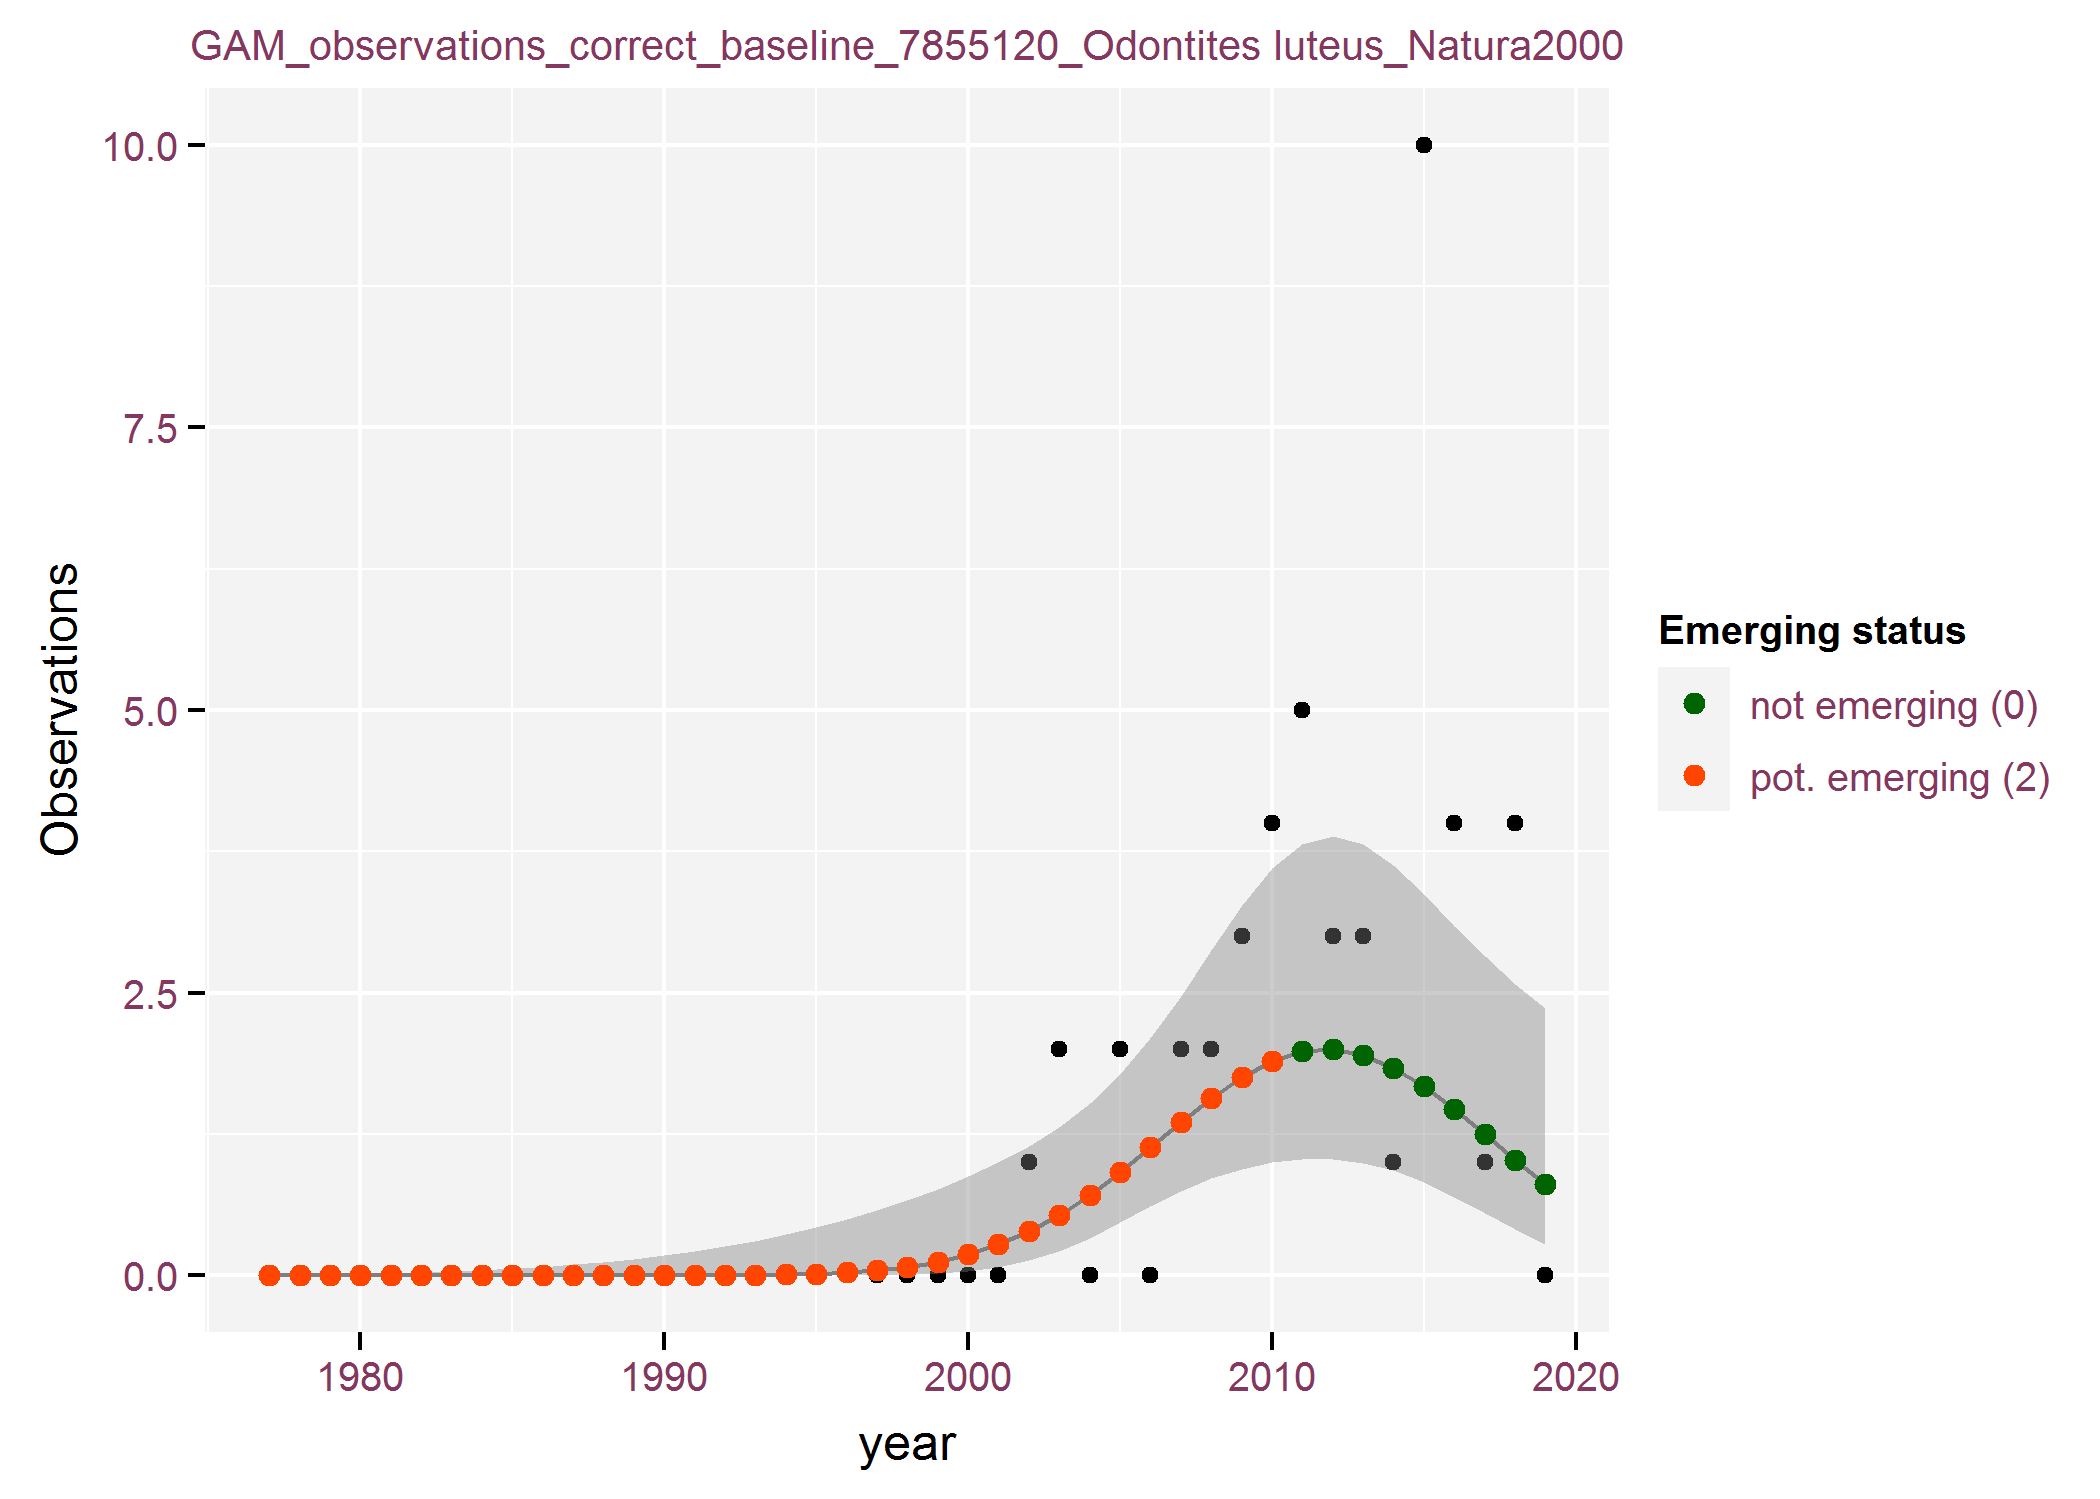 GAM_observations_correct_baseline_7855120_Odontites luteus_Natura2000
10.0
7.5
5.0
2.5
0.0
Observations
1980 1990 2000 2010 2020
year
Emerging status
not emerging (0)
pot. emerging (2)